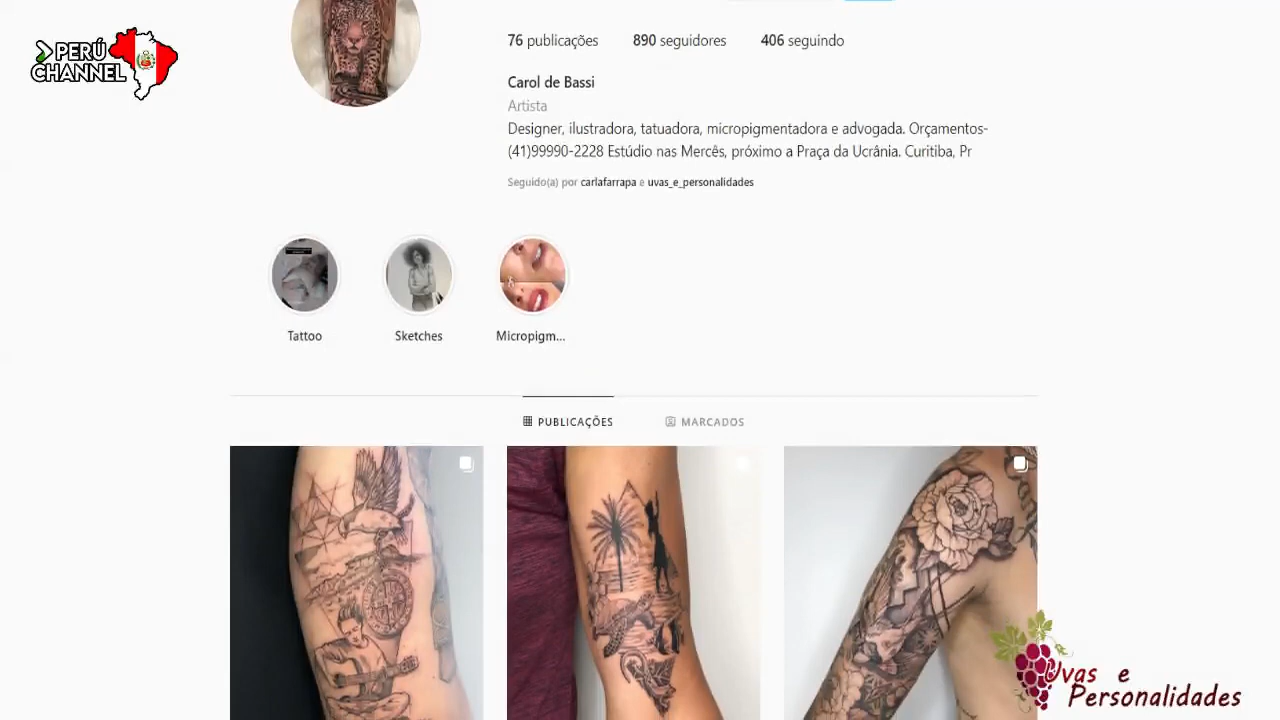 PERÚ
CHANNEL
76 publicações 890 seguidores 406 seguindo
Carol de Bassi
Artista
Designer, ilustradora, tatuadora, micropigmentadora e advogada. Orçamentos-
(41)99990-2228 Estúdio nas Mercês, próximo a Praça da Ucrânia. Curitiba, Pr
Seguido(a) por carlafarrapa e uvas_e_personalidades
Tattoo Sketches Micropigm...
PUBLICAÇÕES MARCADOS
Uvas e
Personalidades